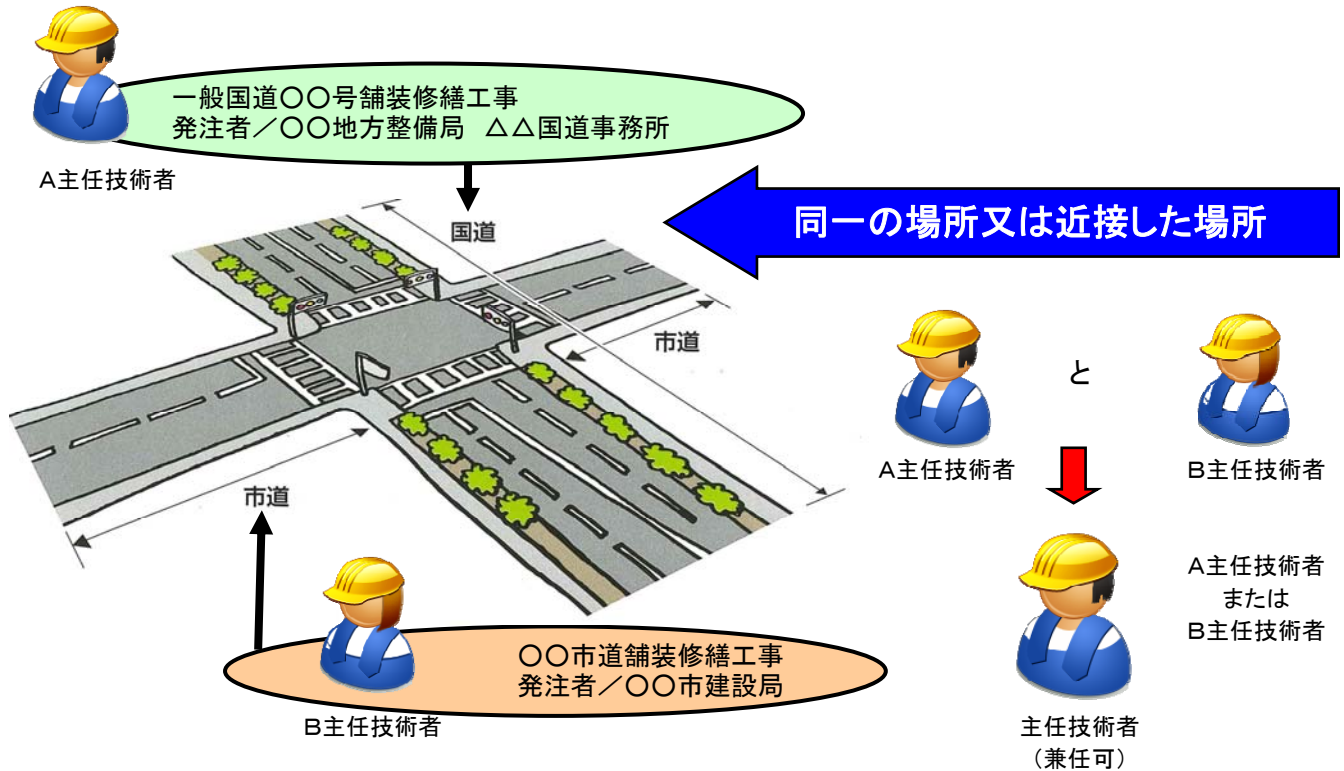 一般国道〇〇号舗装修繕工事
発注者／〇〇地方整備局　△△国道事務所
A主任技術者
国道
同一の場所又は近接した場所
市道
と
A主任技術者
B主任技術者
市道
A主任技術者
または
B主任技術者
〇〇市道舗装修繕工事
発注者／〇〇市建設局
B主任技術者
主任技術者
（兼任可）